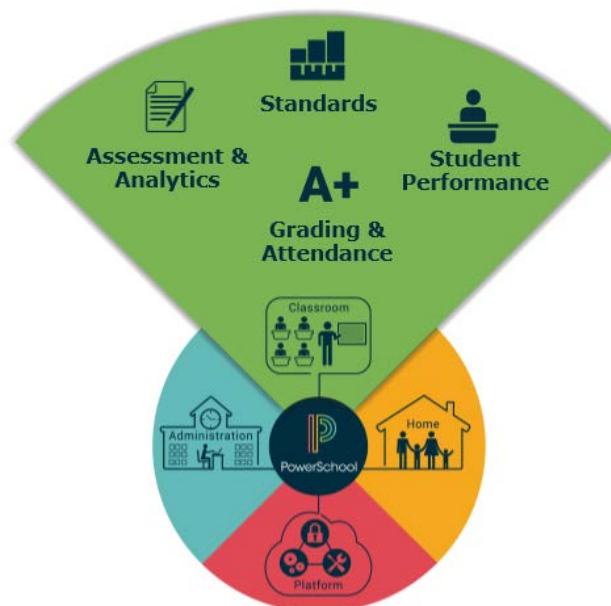 Standards
Assessment &
Analytics
Student
Performance
A+
Grading &
Attendance
Classroom
Administration
Home
PowerSchool
Platform